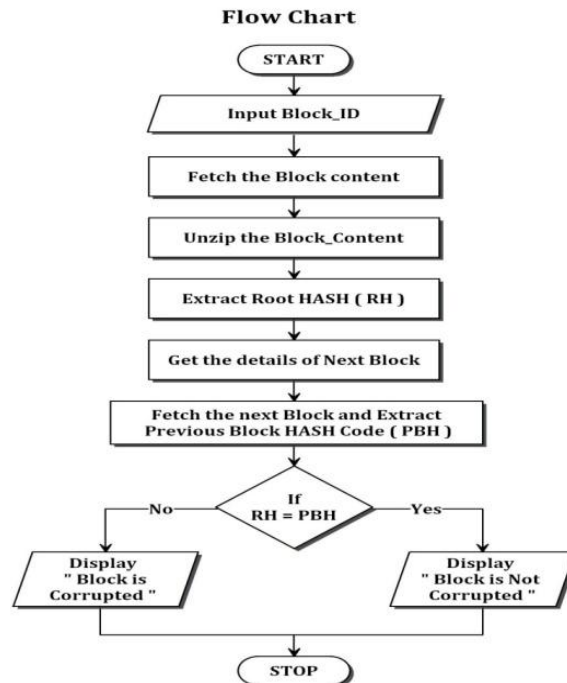 Flow Chart
START
Input Block_ID
Fetch the Block content
Unzip the Block_Content
Extract Root HASH ( RH )
Get the details of Next Block
Fetch the next Block and Extract
Previous Block HASH Code ( PBH )
If
RH = PBH
No
Yes
Display
" Block is
Corrupted "
Display
" Block is Not
Corrupted "
STOP